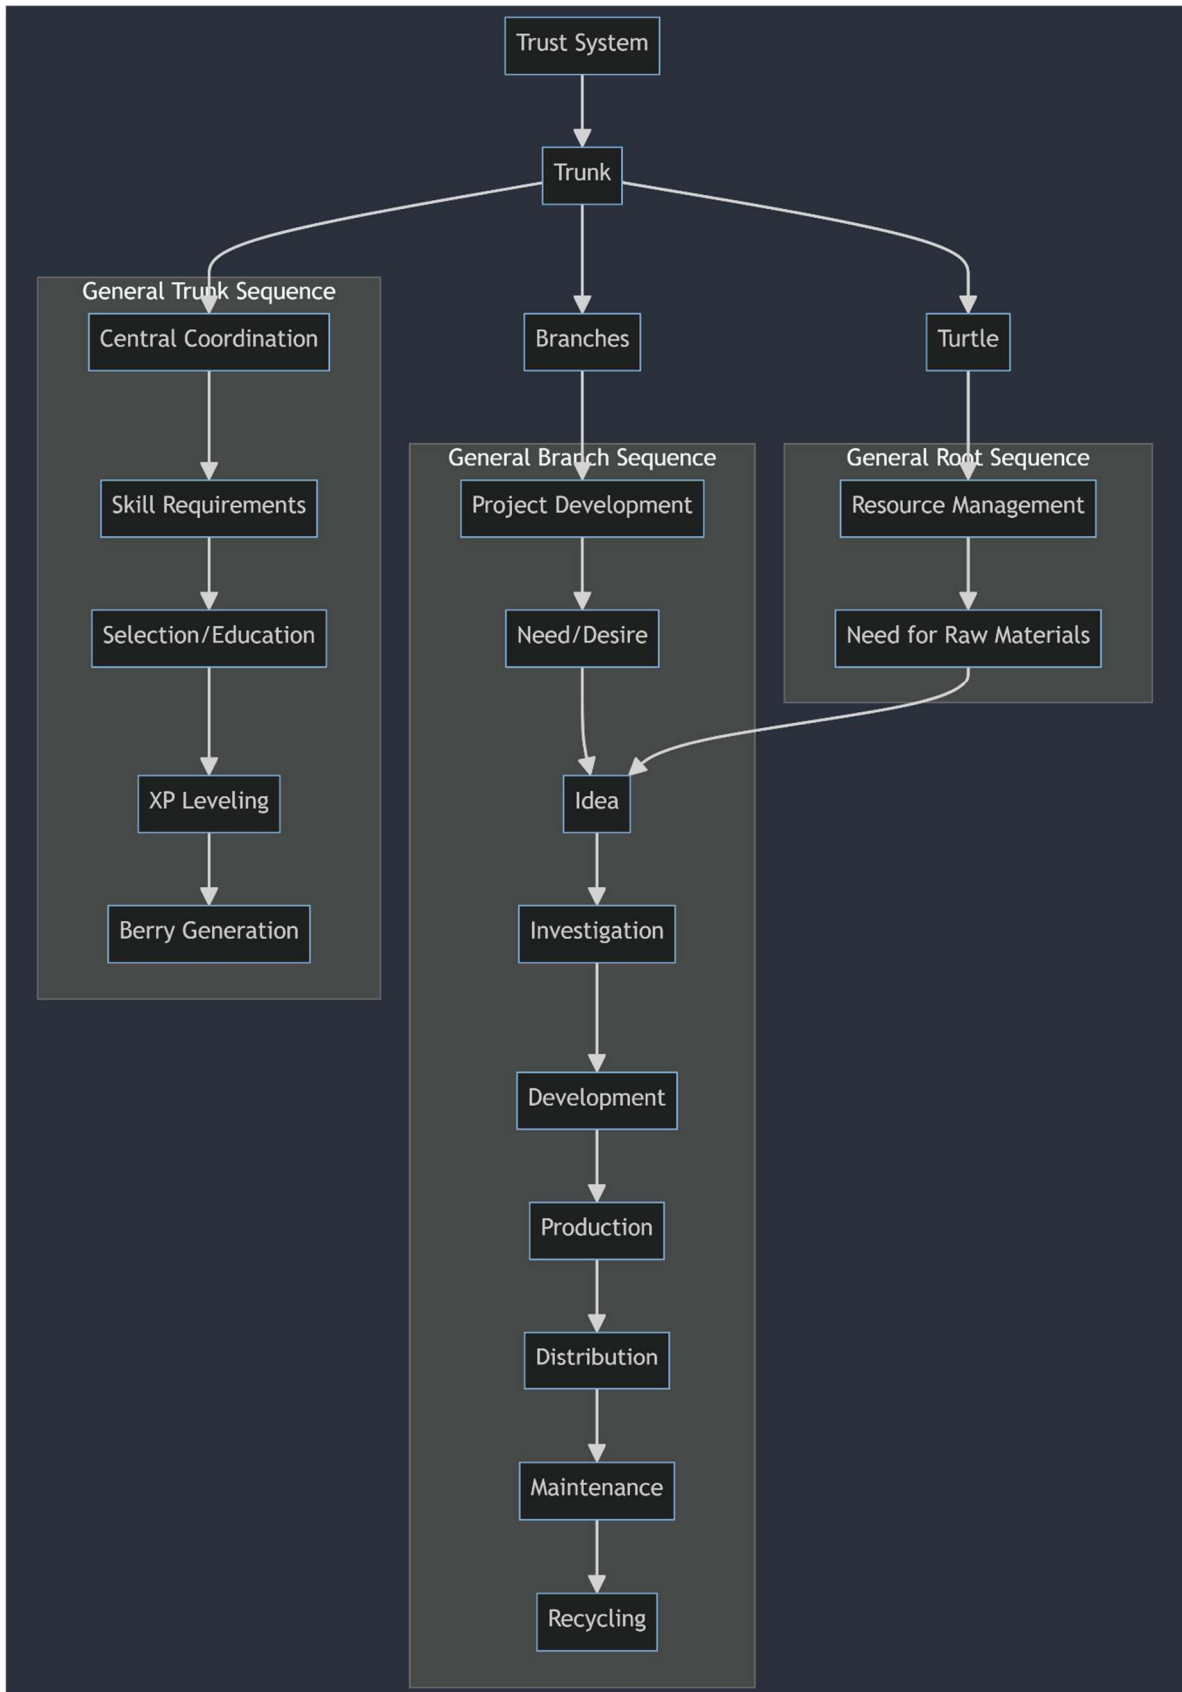 Trust System
Trunk
General Trunk Sequence
Central Coordination
Branches
Turtle
General Branch Sequence
General Root Sequence
Skill Requirements
Project Development
Resource Management
Selection/Education
Need/Desire
Need for Raw Materials
XP Leveling
Idea
Berry Generation
Investigation
Development
Production
Distribution
Maintenance
Recycling